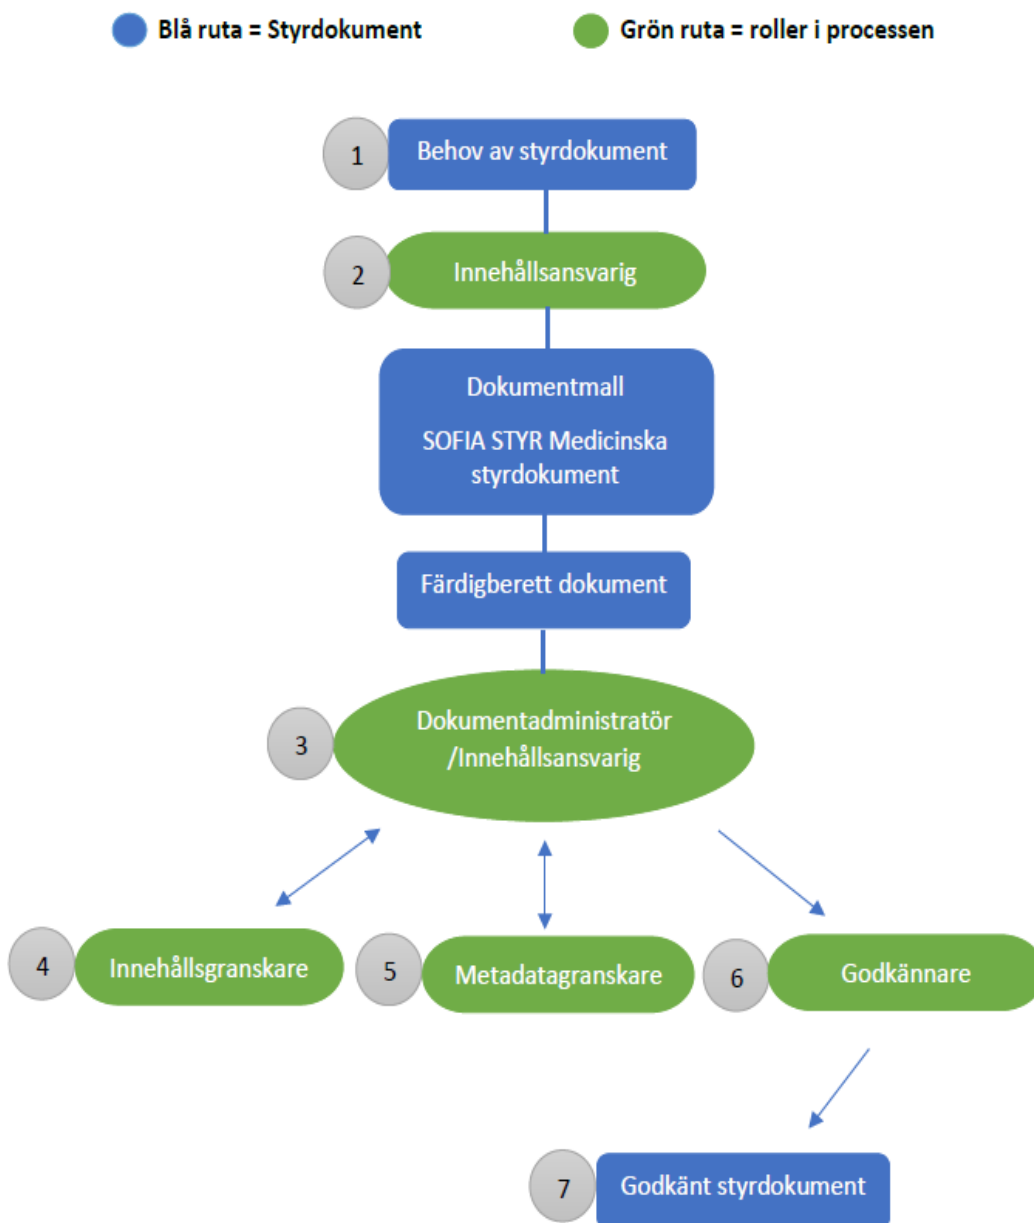 Blå ruta = Styrdokument
Grön ruta = roller i processen
1
Behov av styrdokument
2
Innehållsansvarig
Dokumentmall
SOFIA STYR Medicinska
styrdokument
Färdigberett dokument
3
Dokumentadministratör
/Innehållsansvarig
4
Innehållsgranskare
5
Metadatagranskare
6
Godkännare
7
Godkänt styrdokument